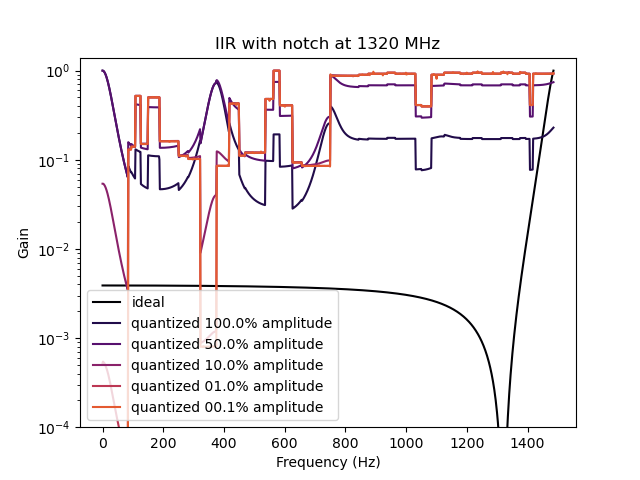 IIR with notch at 1320 MHz
Gain
10⁰
10⁻¹
10⁻²
10⁻³
10⁻⁴
ideal
quantized 100.0% amplitude
quantized 50.0% amplitude
quantized 10.0% amplitude
quantized 01.0% amplitude
quantized 00.1% amplitude
0 200 400 600 800 1000 1200 1400
Frequency (Hz)